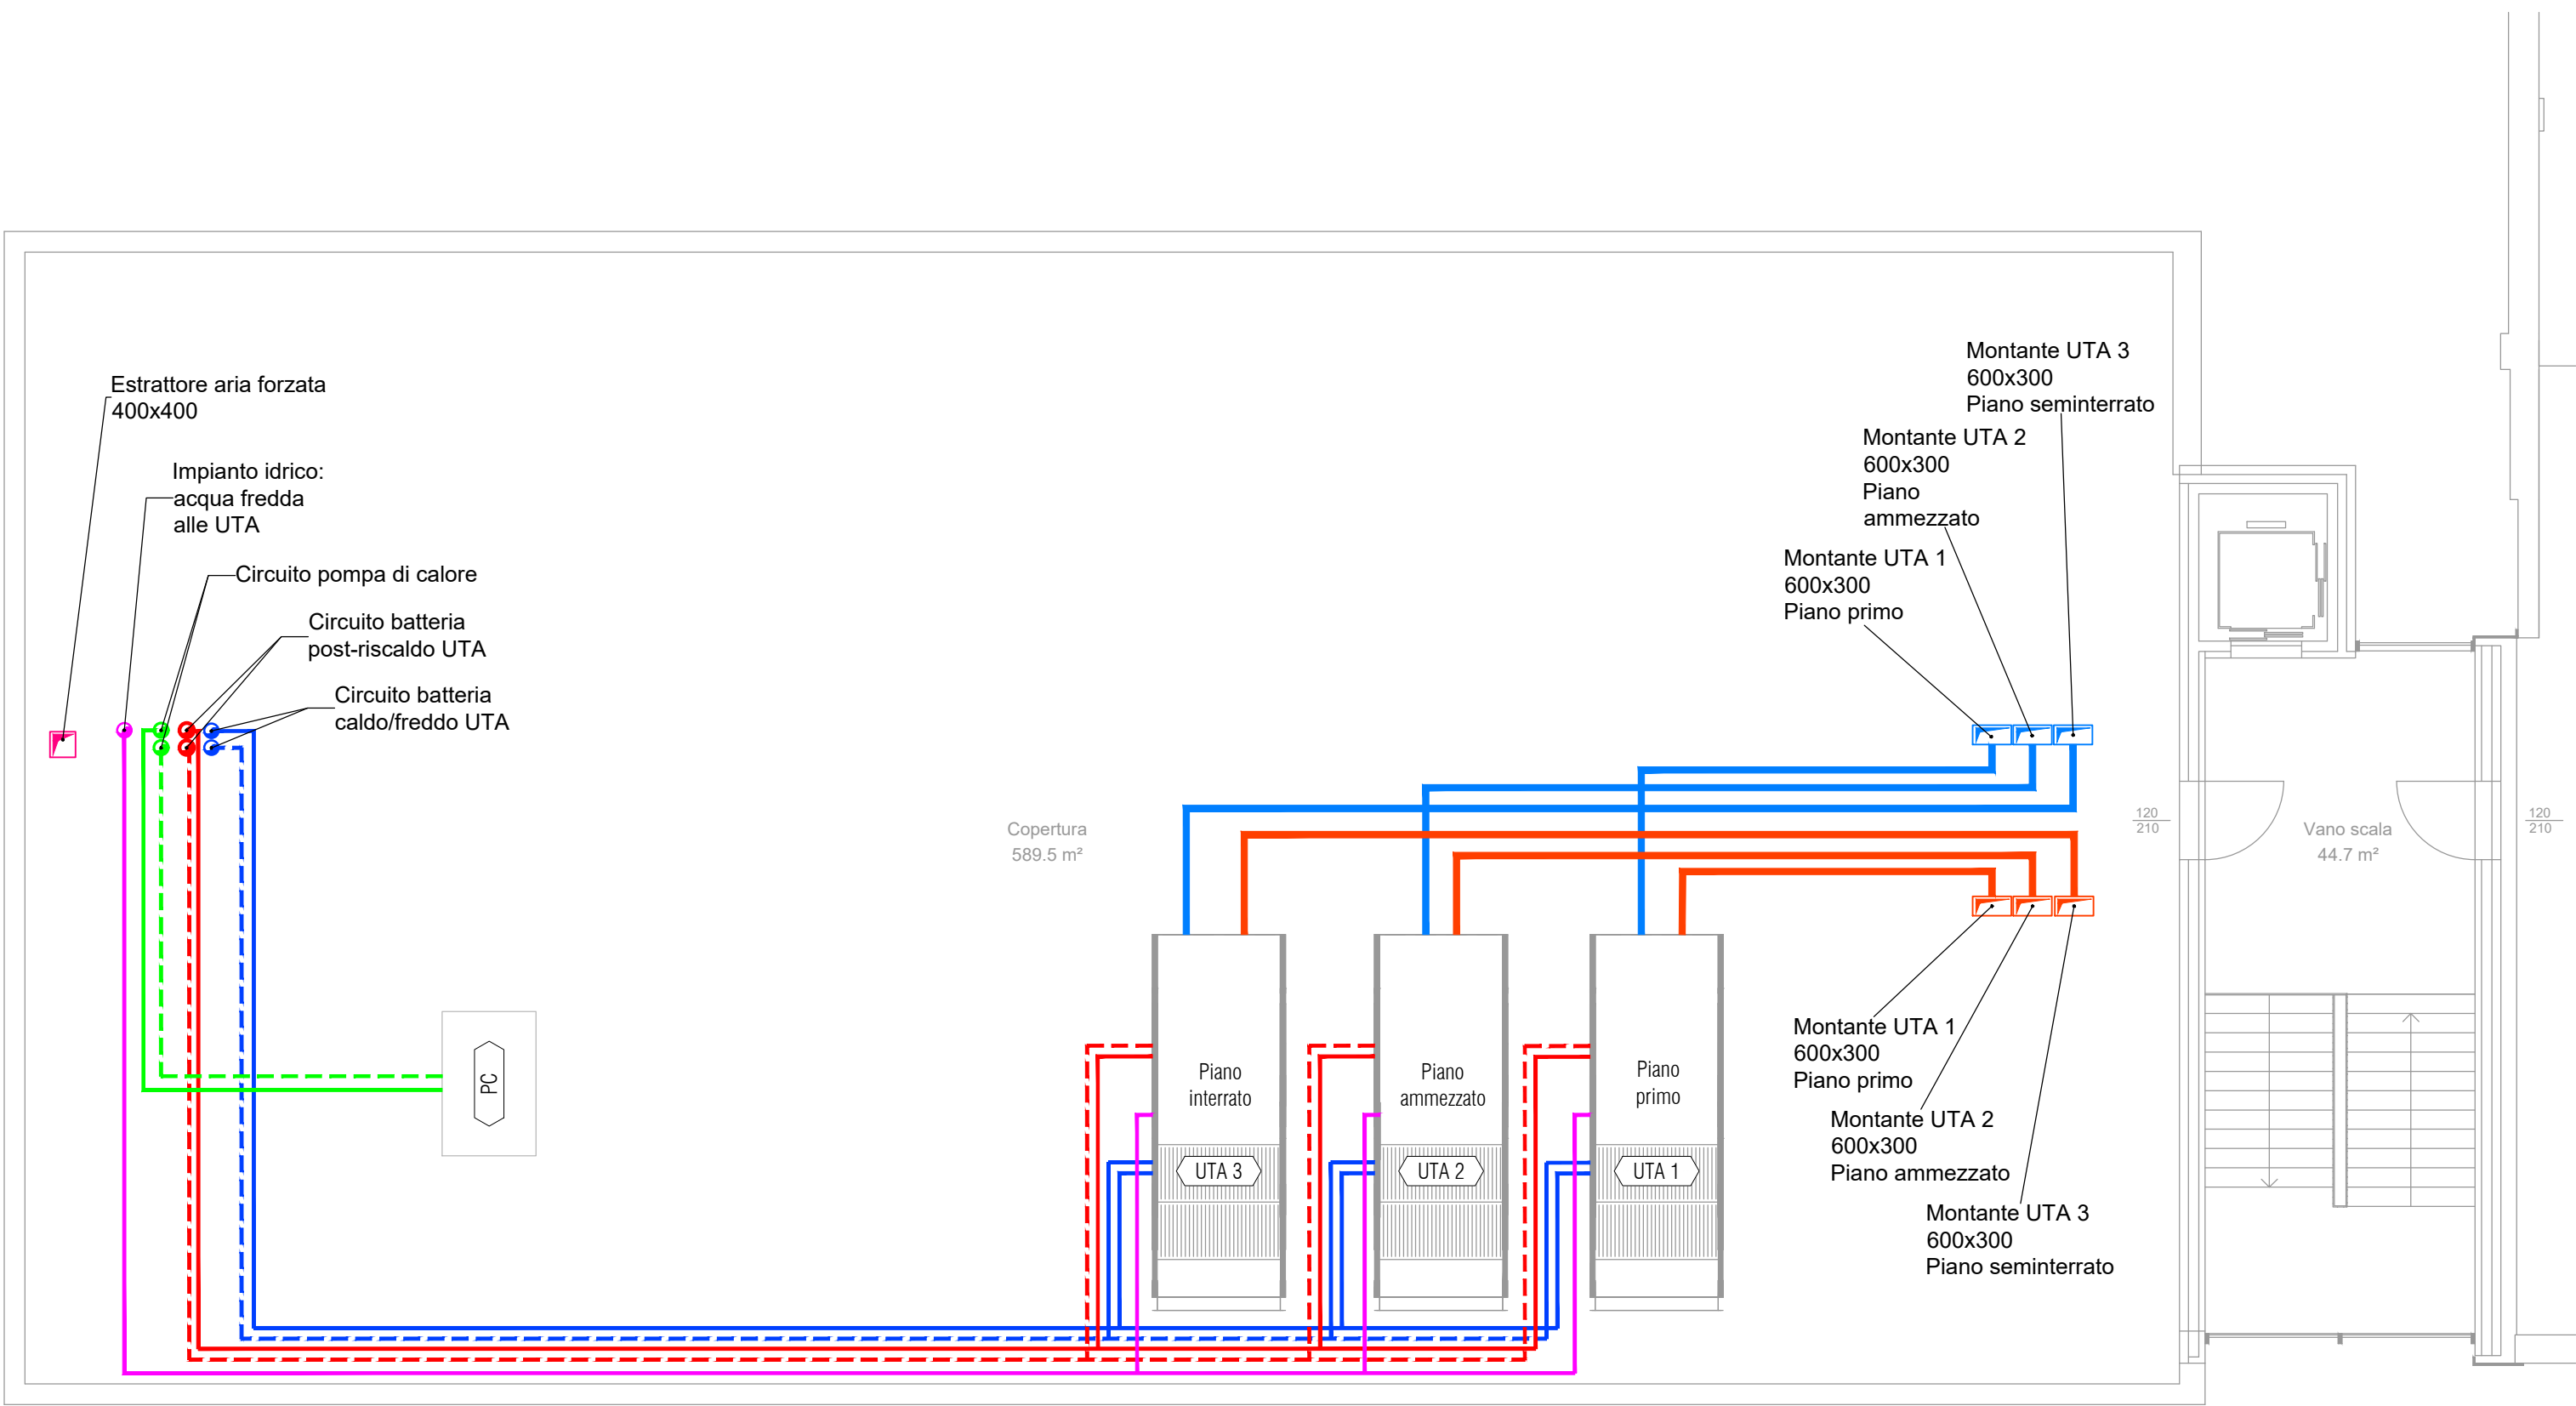 Montante UTA 3
600x300
Piano seminterrato
Estrattore aria forzata
400x400
Montante UTA 2
600x300
Piano
ammezzato
Impianto idrico:
acqua fredda
alle UTA
Montante UTA 1
600x300
Piano primo
Circuito pompa di calore
Circuito batteria
post-riscaldo UTA
Circuito batteria
caldo/freddo UTA
Copertura
589.5 m²
120
210
Vano scala
44.7 m²
120
210
PC
Piano
interrato
UTA 3
Piano
ammezzato
UTA 2
Piano
primo
UTA 1
Montante UTA 1
600x300
Piano primo
Montante UTA 2
600x300
Piano ammezzato
Montante UTA 3
600x300
Piano seminterrato